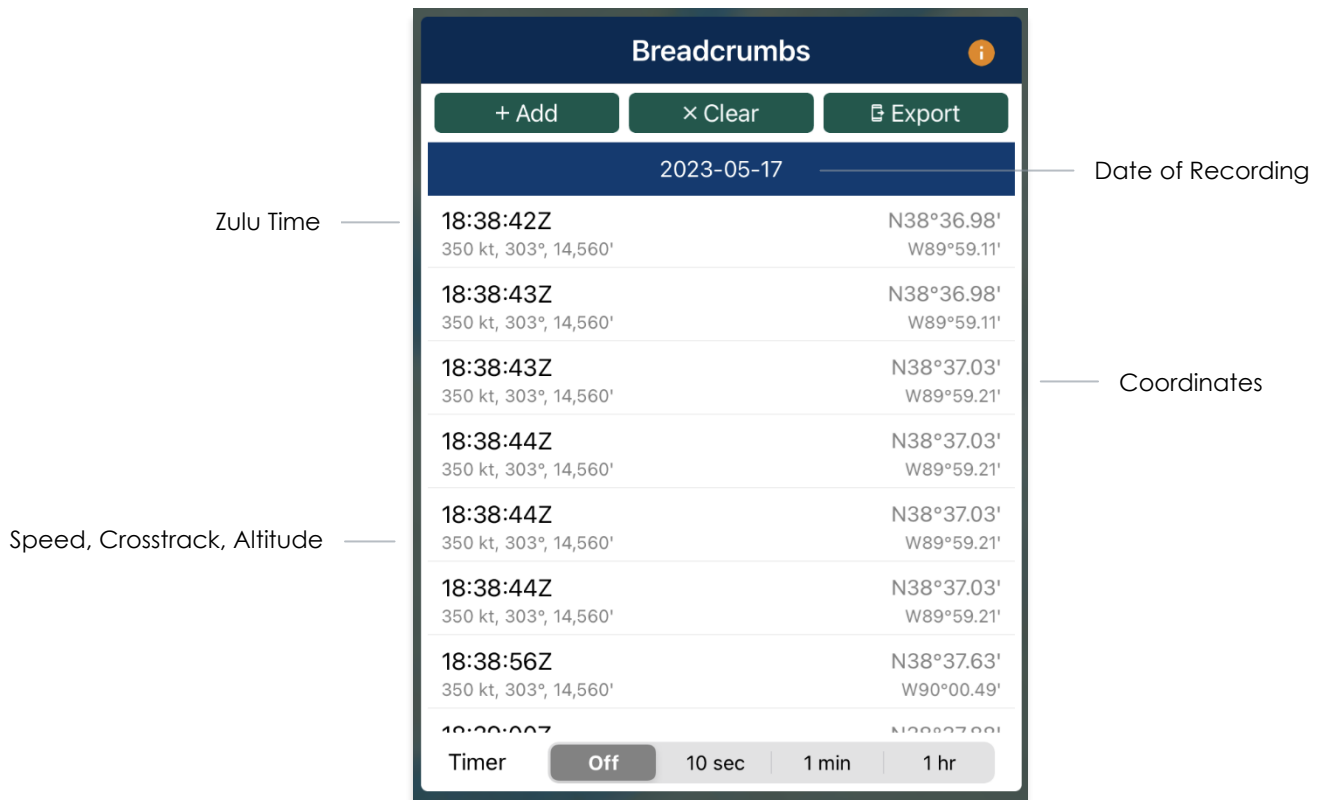 Breadcrumbs
+ Add
× Clear
Export
2023-05-17
Date of Recording
Zulu Time
18:38:42Z
N38°36.98'
350 kt, 303°, 14,560'
W89°59.11'
18:38:43Z
N38°36.98'
350 kt, 303°, 14,560'
W89°59.11'
18:38:43Z
N38°37.03'
350 kt, 303°, 14,560'
W89°59.21'
Coordinates
18:38:44Z
N38°37.03'
350 kt, 303°, 14,560'
W89°59.21'
Speed, Crosstrack, Altitude
18:38:44Z
N38°37.03'
350 kt, 303°, 14,560'
W89°59.21'
18:38:44Z
N38°37.03'
350 kt, 303°, 14,560'
W89°59.21'
18:38:56Z
N38°37.63'
350 kt, 303°, 14,560'
W90°00.49'
Timer
Off
10 sec
1 min
1 hr